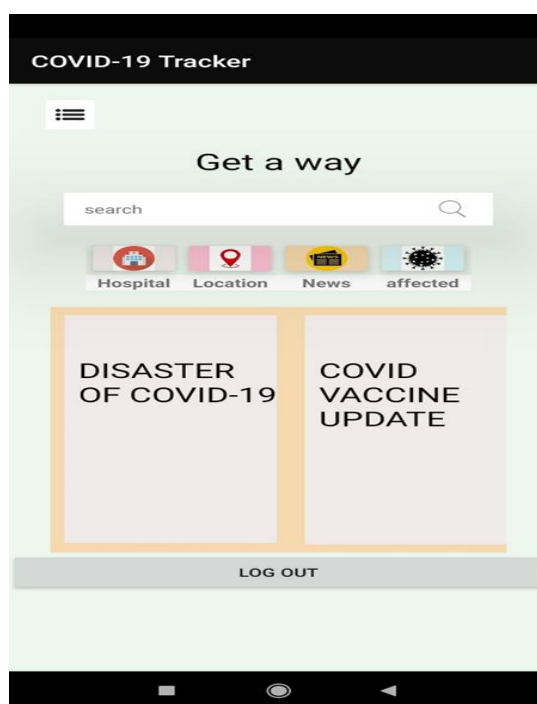 COVID-19 Tracker
Get a way
search
NEWS
Hospital Location News affected
DISASTER
OF COVID-19
COVID
VACCINE
UPDATE
LOG OUT